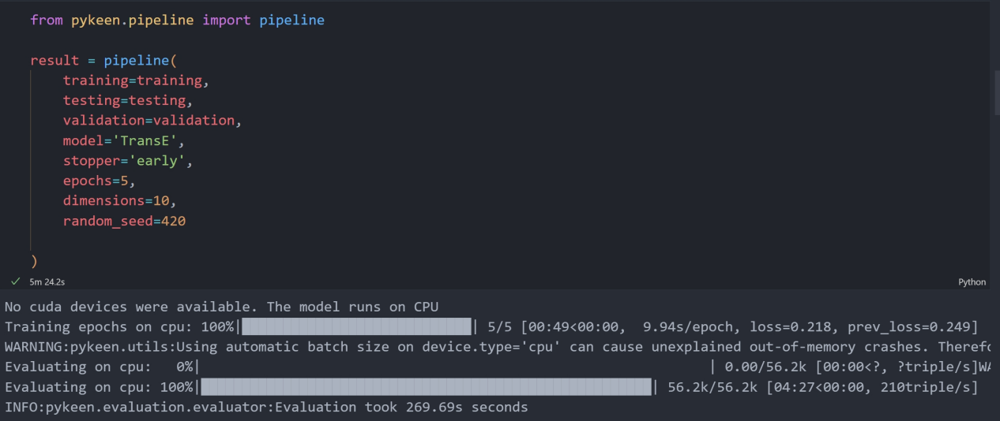 from pykeen.pipeline import pipeline
result = pipeline(
training=training,
testing=testing,
validation=validation,
model='TransE',
stopper='early',
epochs=5,
dimensions=10,
random_seed=420
)
✓ 5m 24.2s Python
No cuda devices were available. The model runs on CPU
Training epochs on cpu: 100%|██████████| 5/5 [00:49<00:00, 9.94s/epoch, loss=0.218, prev_loss=0.249]
WARNING:pykeen.utils:Using automatic batch size on device.type='cpu' can cause unexplained out-of-memory crashes.
Evaluating on cpu: 0%| | 0.00/56.2k [00:00<?, ?triple/s]
Evaluating on cpu: 100%|██████████| 56.2k/56.2k [04:27<00:00, 210triple/s]
INFO:pykeen.evaluation.evaluator:Evaluation took 269.69s seconds